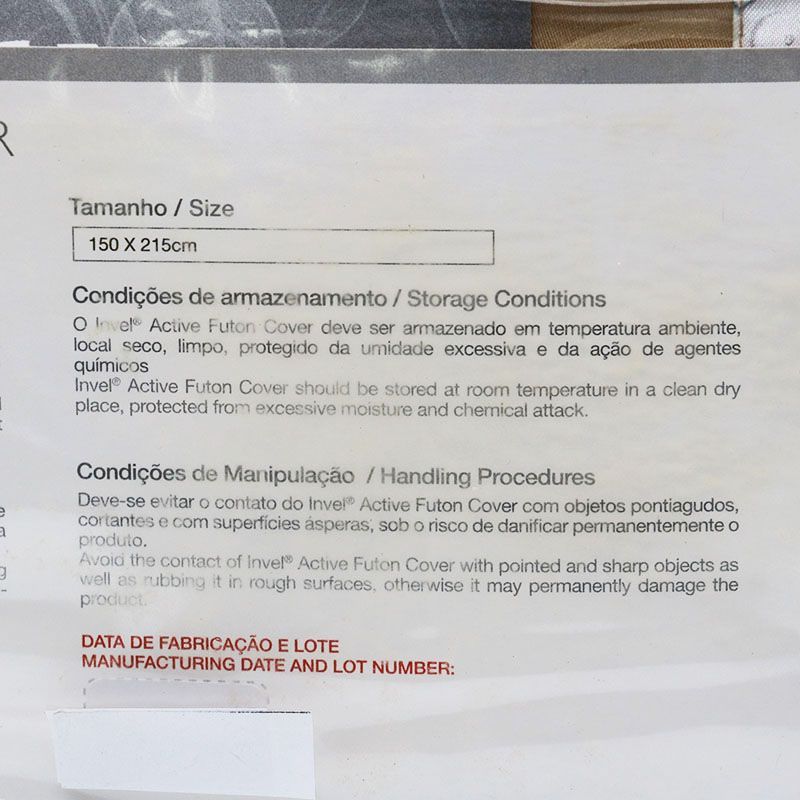 R
Tamanho / Size
150 X 215cm
Condições de armazenamento / Storage Conditions
O Invel® Active Futon Cover deve ser armazenado em temperatura ambiente,
local seco, limpo, protegido da umidade excessiva e da ação de agentes
químicos
Invel® Active Futon Cover should be stored at room temperature in a clean dry
place, protected from excessive moisture and chemical attack.
Condições de Manipulação / Handling Procedures
Deve-se evitar o contato do Invel® Active Futon Cover com objetos pontiagudos,
cortantes e com superfícies ásperas, sob o risco de danificar permanentemente o
produto.
Avoid the contact of Invel® Active Futon Cover with pointed and sharp objects as
well as rubbing it in rough surfaces, otherwise it may permanently damage the
product.
DATA DE FABRICAÇÃO E LOTE
MANUFACTURING DATE AND LOT NUMBER: